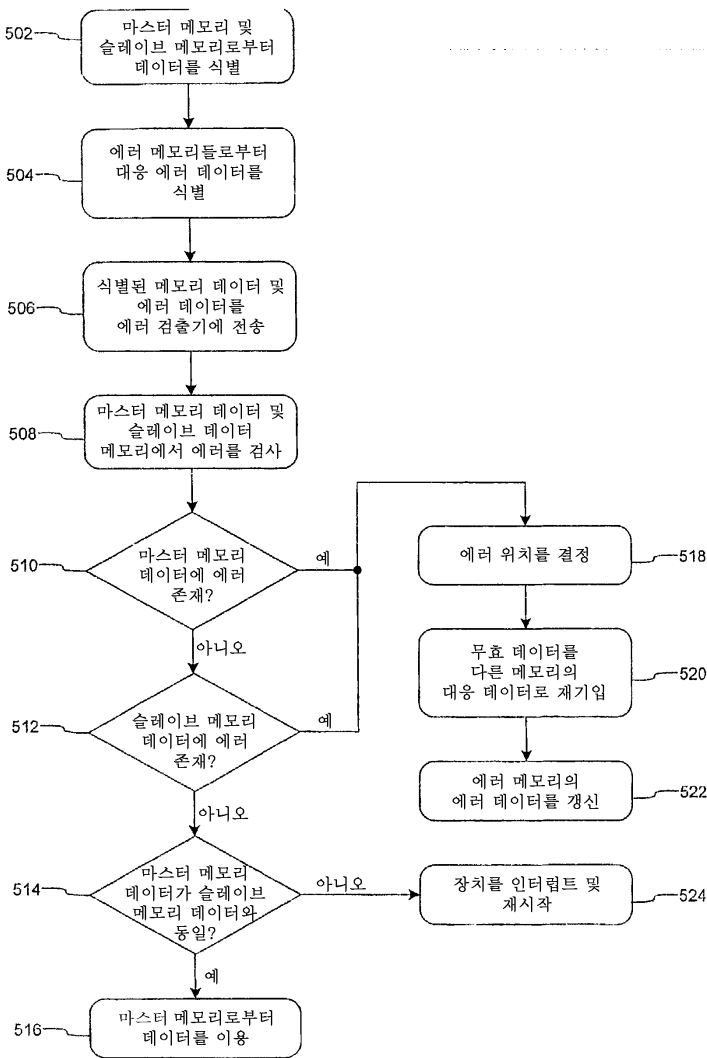 502
마스터 메모리 및
슬레이브 메모리로부터
데이터를 식별
504
에러 메모리들로부터
대응 에러 데이터를
식별
506
식별된 메모리 데이터 및
에러 데이터를
에러 검출기에 전송
508
마스터 메모리 데이터 및
슬레이브 데이터
메모리에서 에러를 검사
510
마스터 메모리
데이터에 에러
존재?
예
아니오
512
슬레이브 메모리
데이터에 에러
존재?
예
아니오
514
마스터 메모리
데이터가 슬레이브
메모리 데이터와
동일?
아니오
예
516
마스터 메모리로부터
데이터를 이용
에러 위치를 결정
518
무효 데이터를
다른 메모리의
대응 데이터로 재기입
520
에러 메모리의
에러 데이터를 갱신
522
장치를 인터럽트 및
재시작
524